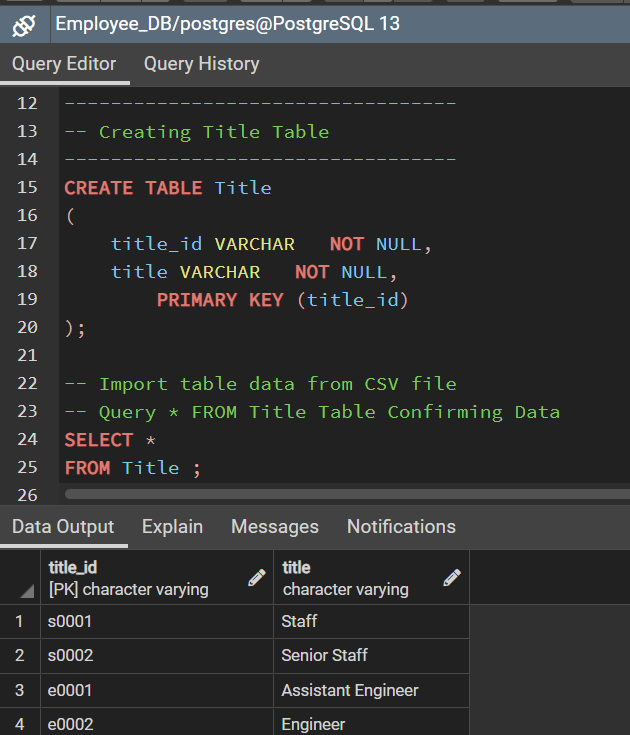 Employee_DB/postgres@PostgreSQL 13
Query Editor Query History
12 ----------------------------------
13 -- Creating Title Table
14 ----------------------------------
15 CREATE TABLE Title
16 (
17 title_id VARCHAR NOT NULL,
18 title VARCHAR NOT NULL,
19 PRIMARY KEY (title_id)
20 );
21
22 -- Import table data from CSV file
23 -- Query * FROM Title Table Confirming Data
24 SELECT *
25 FROM Title ;
26
Data Output Explain Messages Notifications
title_id title
[PK] character varying character varying
1 s0001 Staff
2 s0002 Senior Staff
3 e0001 Assistant Engineer
4 e0002 Engineer